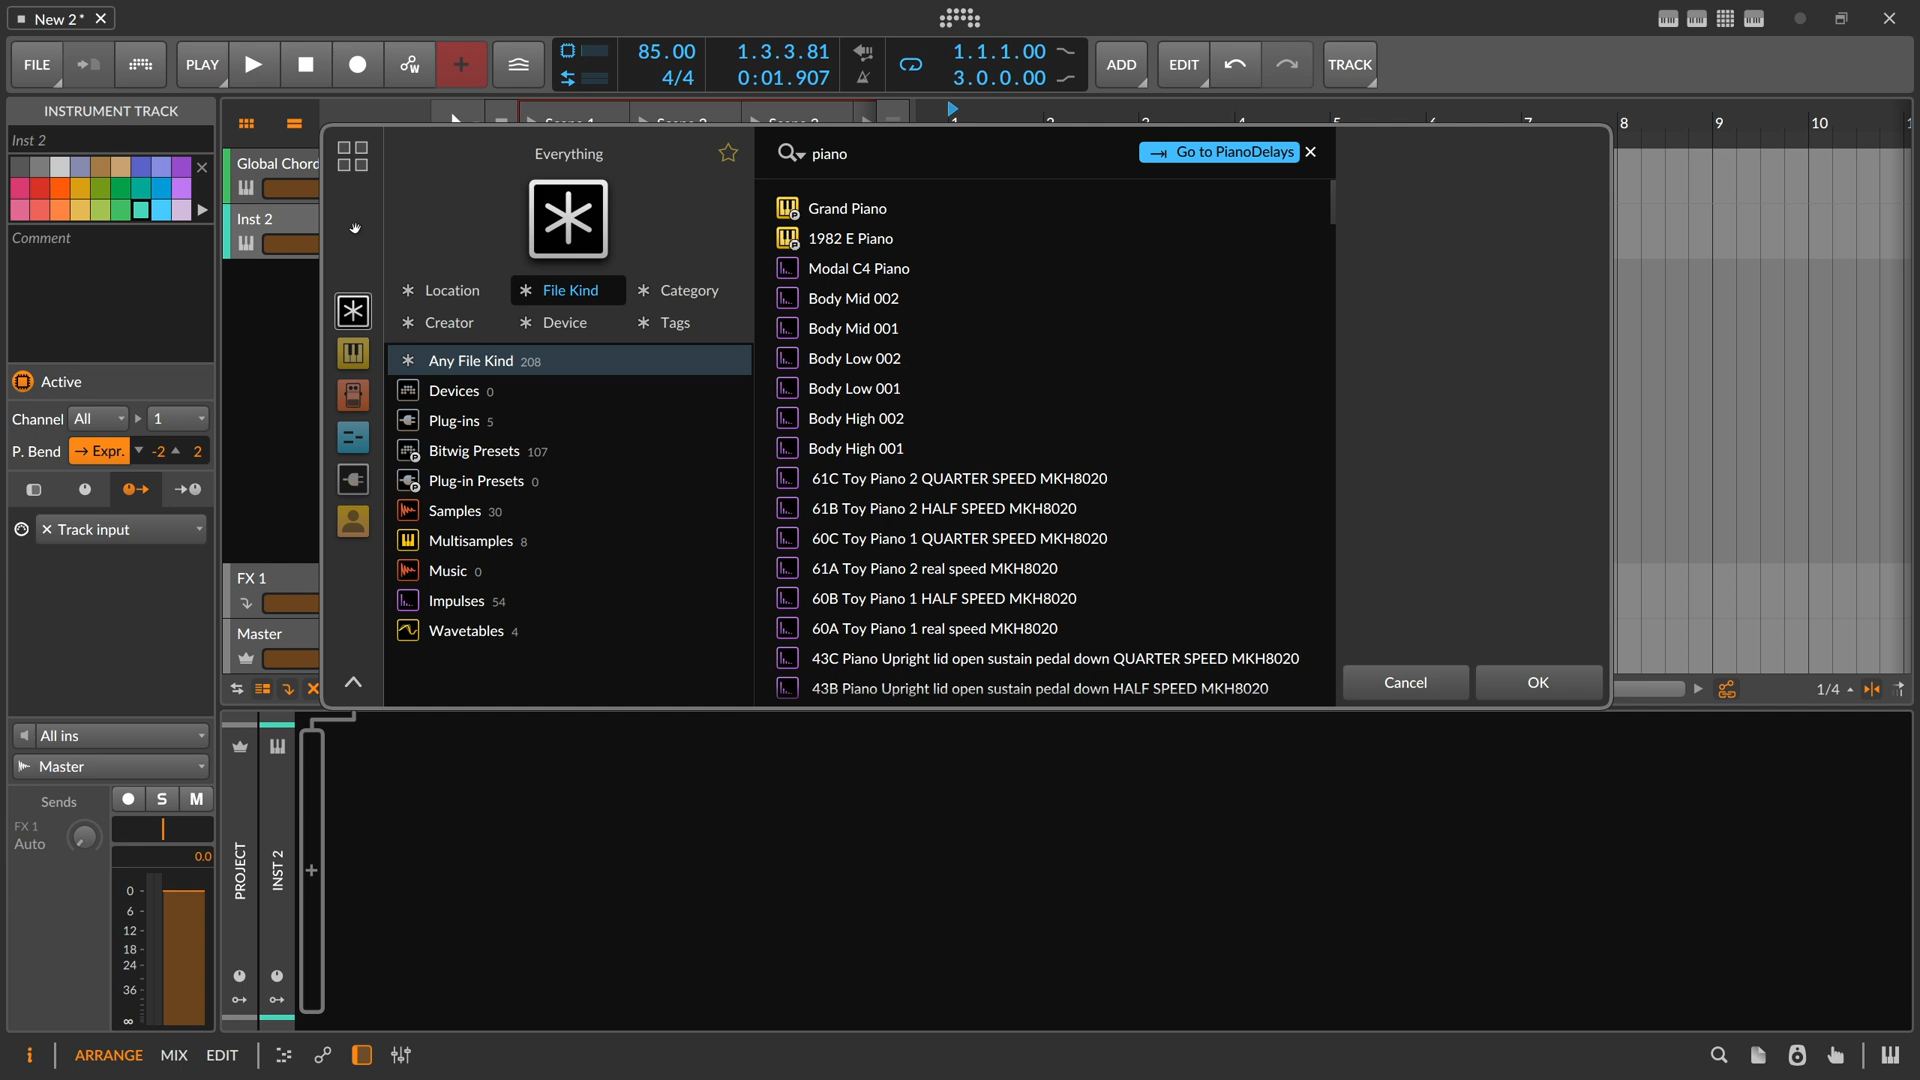 New 2*
FILE
PLAY
85.00
4/4
1.3.3.81
0:01.907
1.1.1.00
3.0.0.00
ADD
EDIT
TRACK
INSTRUMENT TRACK
Inst 2
Comment
Active
Channel All 1
P. Bend Expr. -2 2
Track input
All ins
Master
Sends
S M
FX 1
Auto
0.0
0
6
12
18
24
36
∞
Global Chord
Inst 2
FX 1
Master
Everything
Location
File Kind
Category
Creator
Device
Tags
Any File Kind 208
Devices 0
Plug-ins 5
Bitwig Presets 107
Plug-in Presets 0
Samples 30
Multisamples 8
Music 0
Impulses 54
Wavetables 4
piano
Go to PianoDelays
Grand Piano
1982 E Piano
Modal C4 Piano
Body Mid 002
Body Mid 001
Body Low 002
Body Low 001
Body High 002
Body High 001
61C Toy Piano 2 QUARTER SPEED MKH8020
61B Toy Piano 2 HALF SPEED MKH8020
60C Toy Piano 1 QUARTER SPEED MKH8020
61A Toy Piano 2 real speed MKH8020
60B Toy Piano 1 HALF SPEED MKH8020
60A Toy Piano 1 real speed MKH8020
43C Piano Upright lid open sustain pedal down QUARTER SPEED MKH8020
43B Piano Upright lid open sustain pedal down HALF SPEED MKH8020
Cancel
OK
8 9 10
1/4
PROJECT
INST 2
ARRANGE MIX EDIT